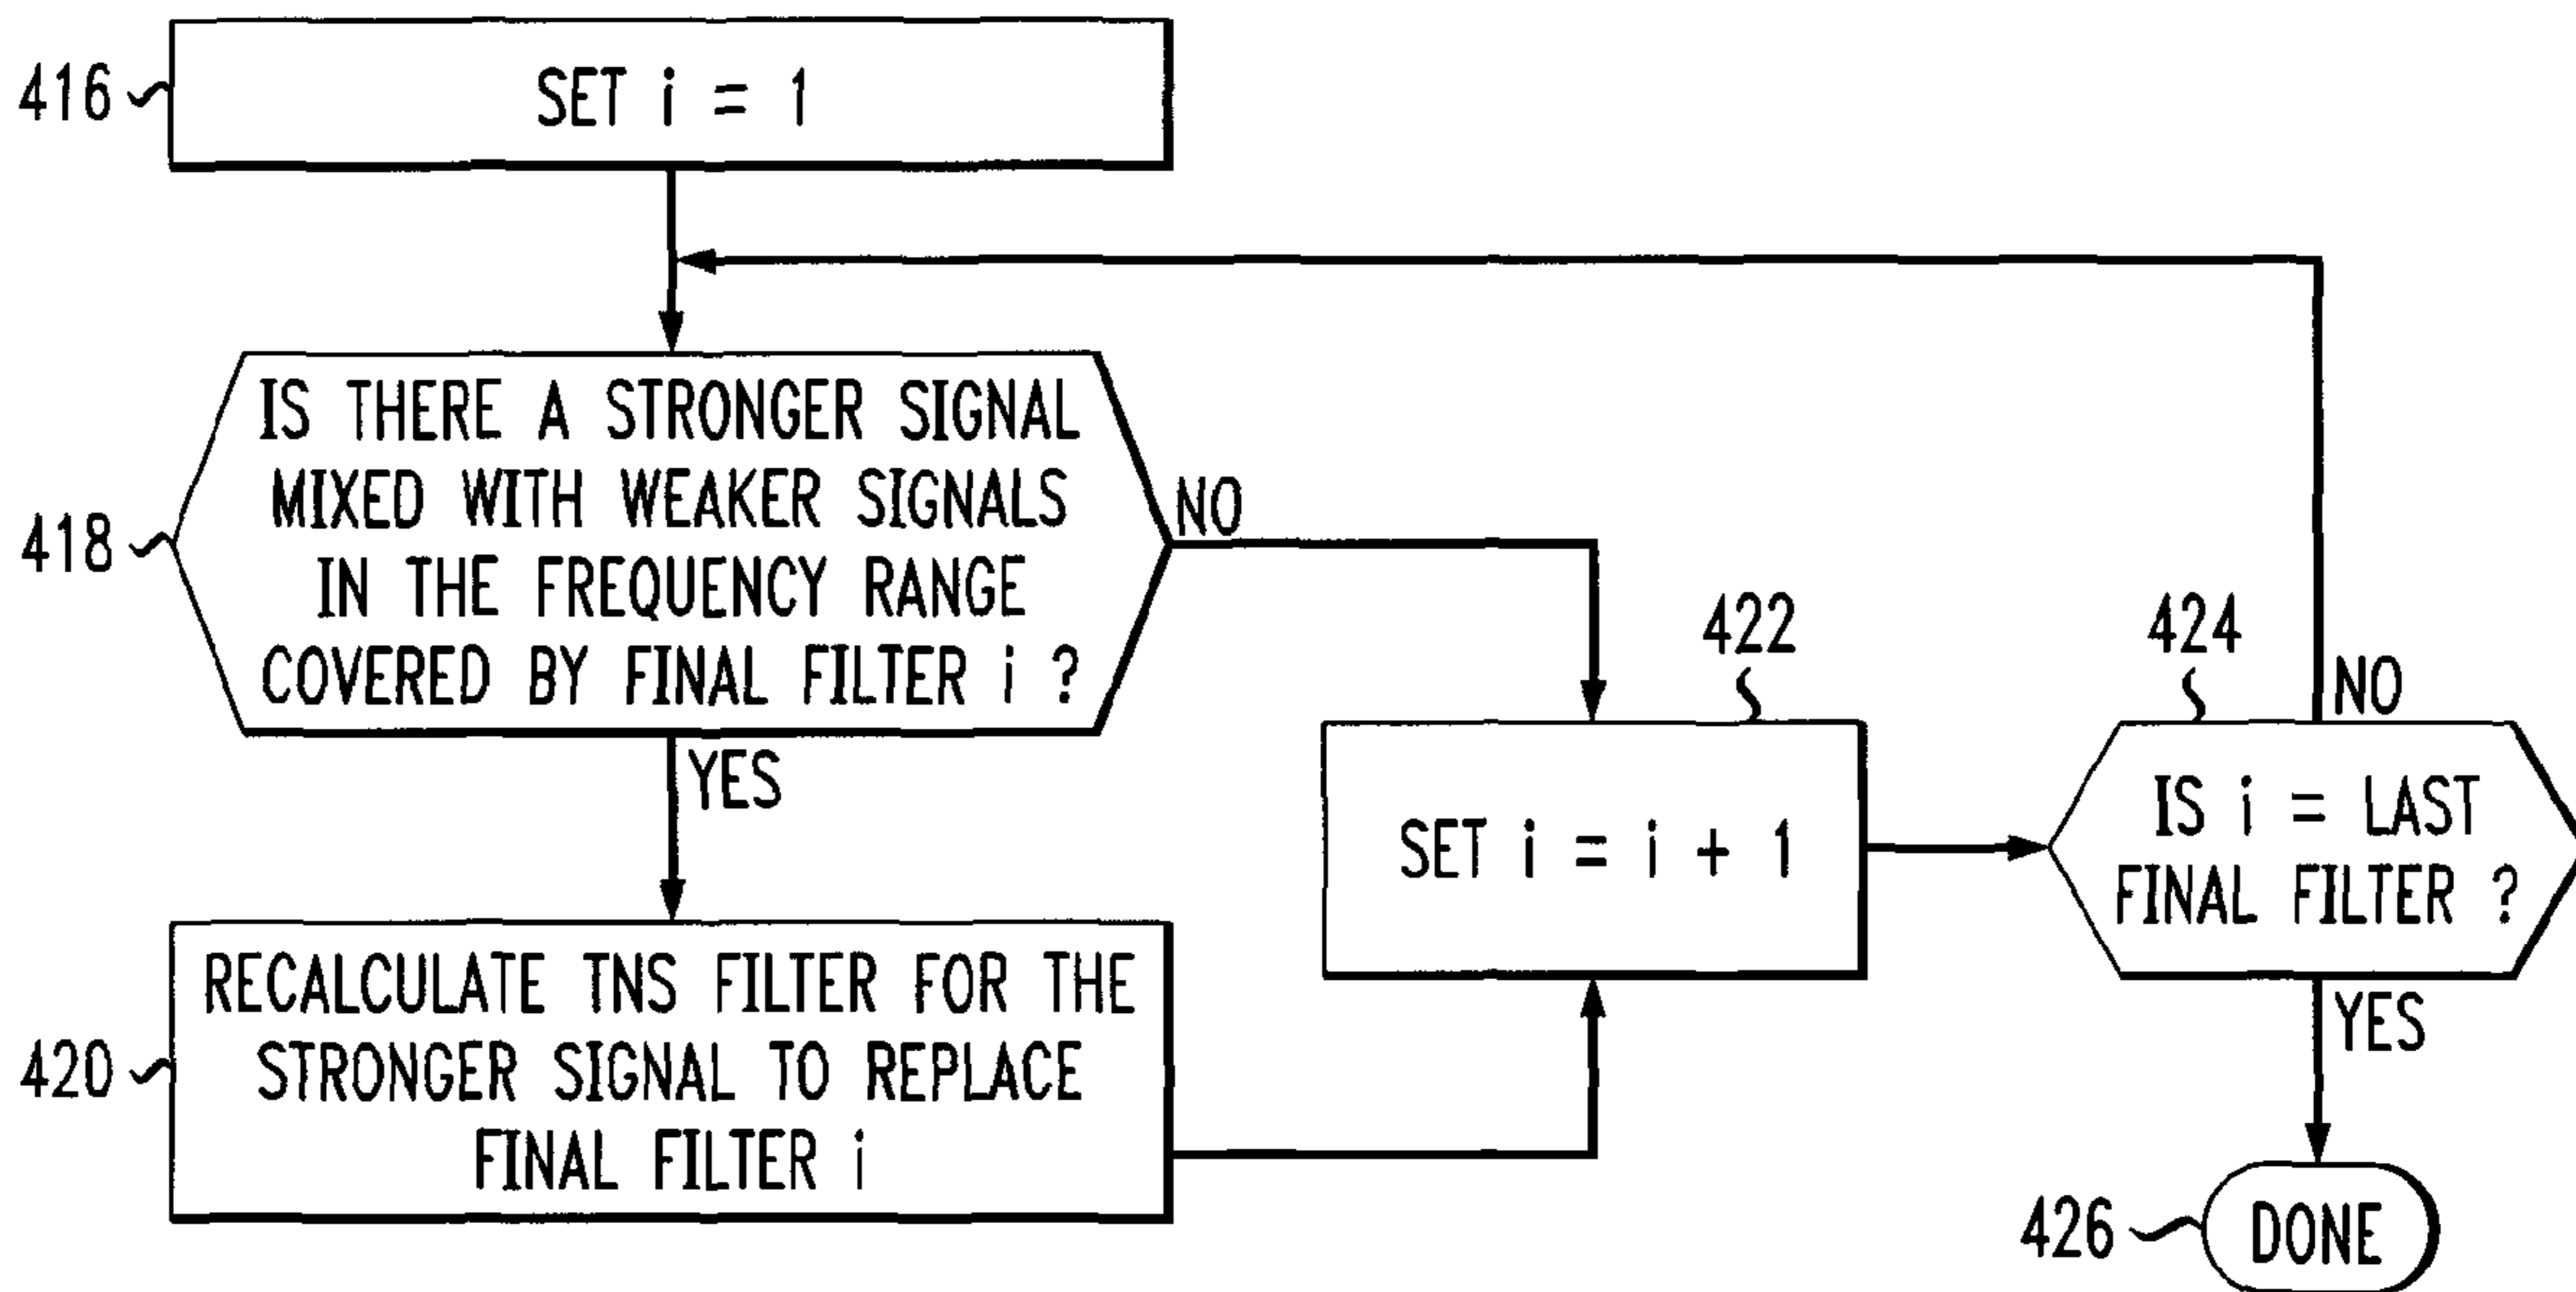 416
SET i = 1
418
IS THERE A STRONGER SIGNAL
MIXED WITH WEAKER SIGNALS
IN THE FREQUENCY RANGE
COVERED BY FINAL FILTER i ?
NO
YES
420
RECALCULATE TNS FILTER FOR THE
STRONGER SIGNAL TO REPLACE
FINAL FILTER i
422
SET i = i + 1
424
NO
IS i = LAST
FINAL FILTER ?
YES
426
DONE